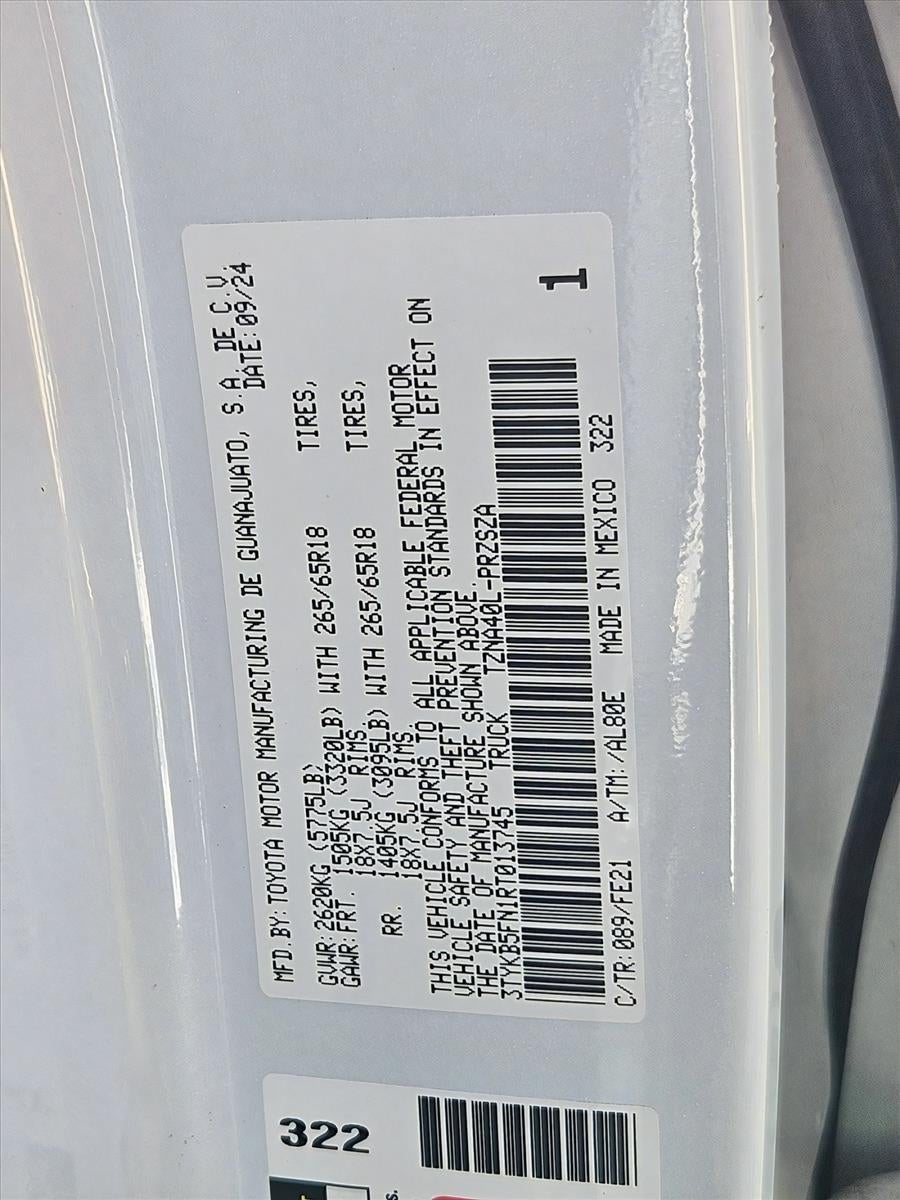 MFD.BY:TOYOTA MOTOR MANUFACTURING DE GUANAJUATO, S.A. DE C.V.
DATE:09/24
GVWR:2620KG (5775LB)
GAWR:FRT. 1505KG (3320LB) WITH 265/65R18 TIRES,
18X7.5J RIMS.
RR. 1405KG (3095LB) WITH 265/65R18 TIRES,
18X7.5J RIMS.
THIS VEHICLE CONFORMS TO ALL APPLICABLE FEDERAL MOTOR
VEHICLE SAFETY AND THEFT PREVENTION STANDARDS IN EFFECT ON
THE DATE OF MANUFACTURE SHOWN ABOVE.
3TYKB5FN1RT013745 TRUCK TZNA40L-PRZSZA
1
C/TR:089/FE21 A/TM:/AL80E MADE IN MEXICO 322
322
s.